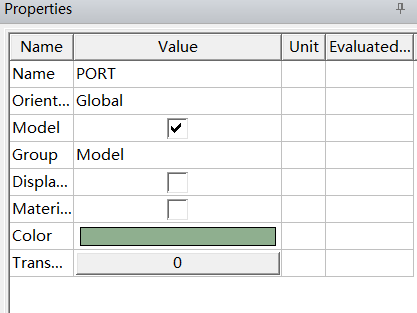 Properties
Name Value Unit Evaluated...
Name PORT
Orient... Global
Model
Group Model
Displa...
Materi...
Color
Trans... 0